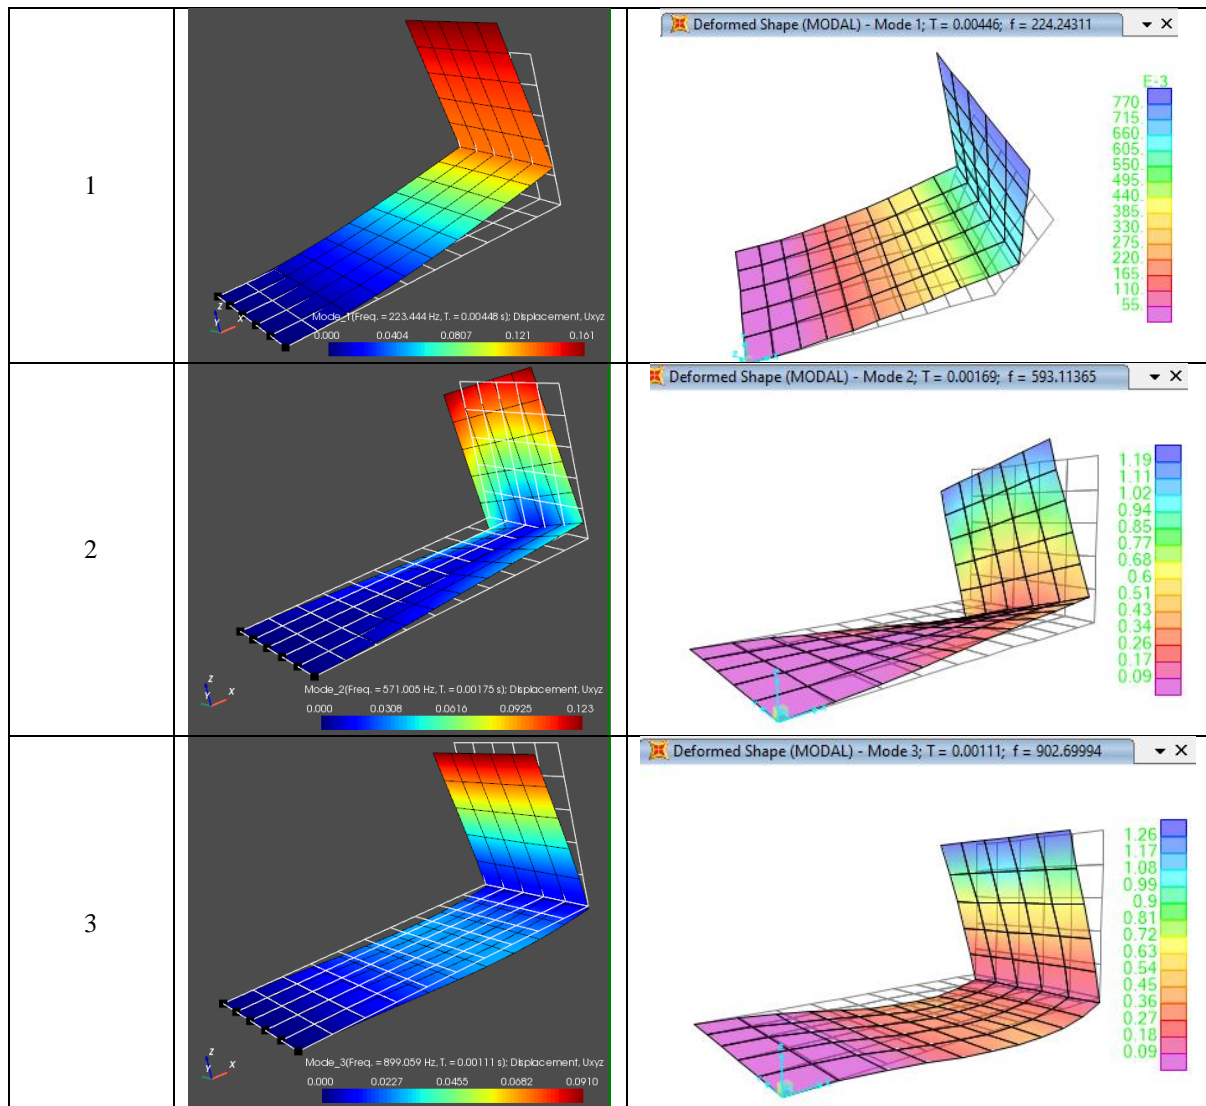 1
z
x
Y
Mode_1(Freq. = 223.444 Hz, T. = 0.00448 s); Displacement, Uxyz
0.000 0.0404 0.0807 0.121 0.161
Deformed Shape (MODAL) - Mode 1; T = 0.00446; f = 224.24311
E-3
770.
715.
660.
605.
550.
495.
440.
385.
330.
275.
220.
165.
110.
55.
z
2
z
x
Y
Mode_2(Freq. = 571.005 Hz, T. = 0.00175 s); Displacement, Uxyz
0.000 0.0308 0.0616 0.0925 0.123
Deformed Shape (MODAL) - Mode 2; T = 0.00169; f = 593.11365
1.19
1.11
1.02
0.94
0.85
0.77
0.68
0.6
0.51
0.43
0.34
0.26
0.17
0.09
3
z
x
Y
Mode_3(Freq. = 899.059 Hz, T. = 0.00111 s); Displacement, Uxyz
0.000 0.0227 0.0455 0.0682 0.0910
Deformed Shape (MODAL) - Mode 3; T = 0.00111; f = 902.69994
1.26
1.17
1.08
0.99
0.9
0.81
0.72
0.63
0.54
0.45
0.36
0.27
0.18
0.09